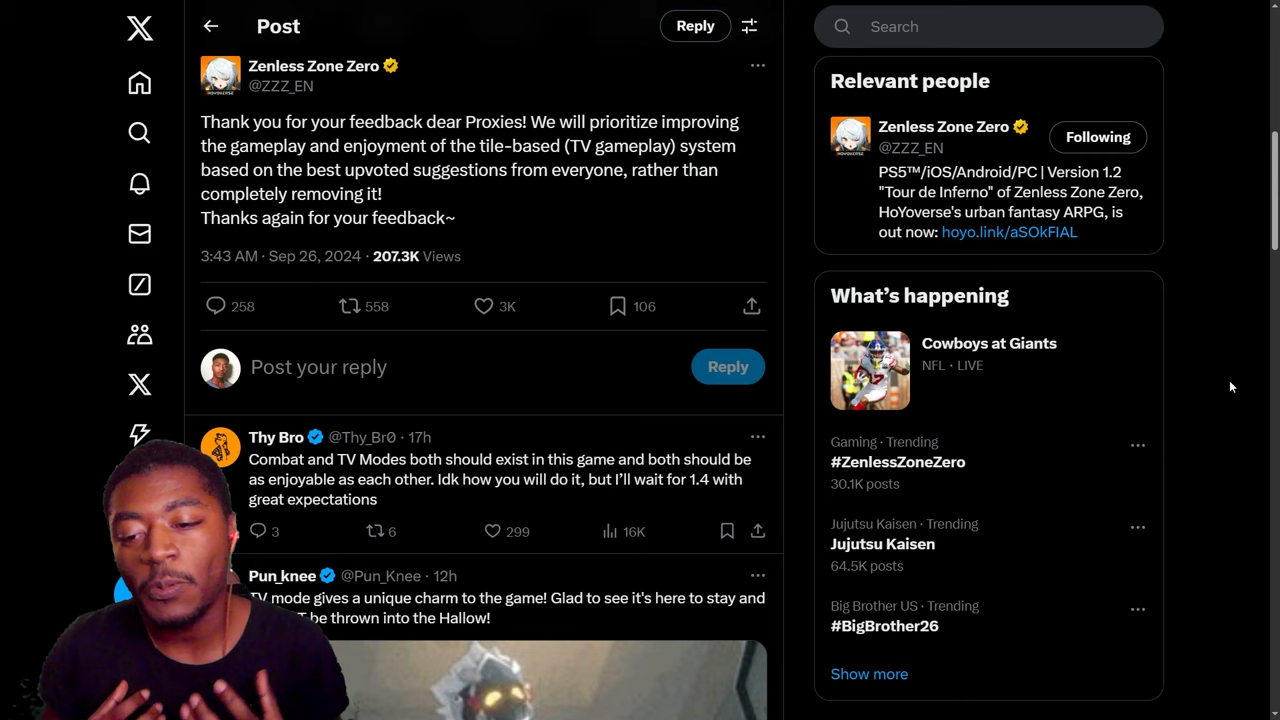 Post
Reply
Zenless Zone Zero
@ZZZ_EN
Thank you for your feedback dear Proxies! We will prioritize improving
the gameplay and enjoyment of the tile-based (TV gameplay) system
based on the best upvoted suggestions from everyone, rather than
completely removing it!
Thanks again for your feedback~
3:43 AM · Sep 26, 2024 · 207.3K Views
258 558 3K 106
Post your reply
Reply
Thy Bro @Thy_Br0 · 17h
Combat and TV Modes both should exist in this game and both should be
as enjoyable as each other. Idk how you will do it, but I'll wait for 1.4 with
great expectations
3 6 299 16K
Pun_knee @Pun_Knee · 12h
TV mode gives a unique charm to the game! Glad to see it's here to stay and
be thrown into the Hallow!
Search
Relevant people
Zenless Zone Zero
@ZZZ_EN
Following
PS5™/iOS/Android/PC | Version 1.2
"Tour de Inferno" of Zenless Zone Zero,
HoYoverse's urban fantasy ARPG, is
out now: hoyo.link/aSOkFIAL
What's happening
Cowboys at Giants
NFL · LIVE
Gaming · Trending
#ZenlessZoneZero
30.1K posts
Jujutsu Kaisen · Trending
Jujutsu Kaisen
64.5K posts
Big Brother US · Trending
#BigBrother26
Show more